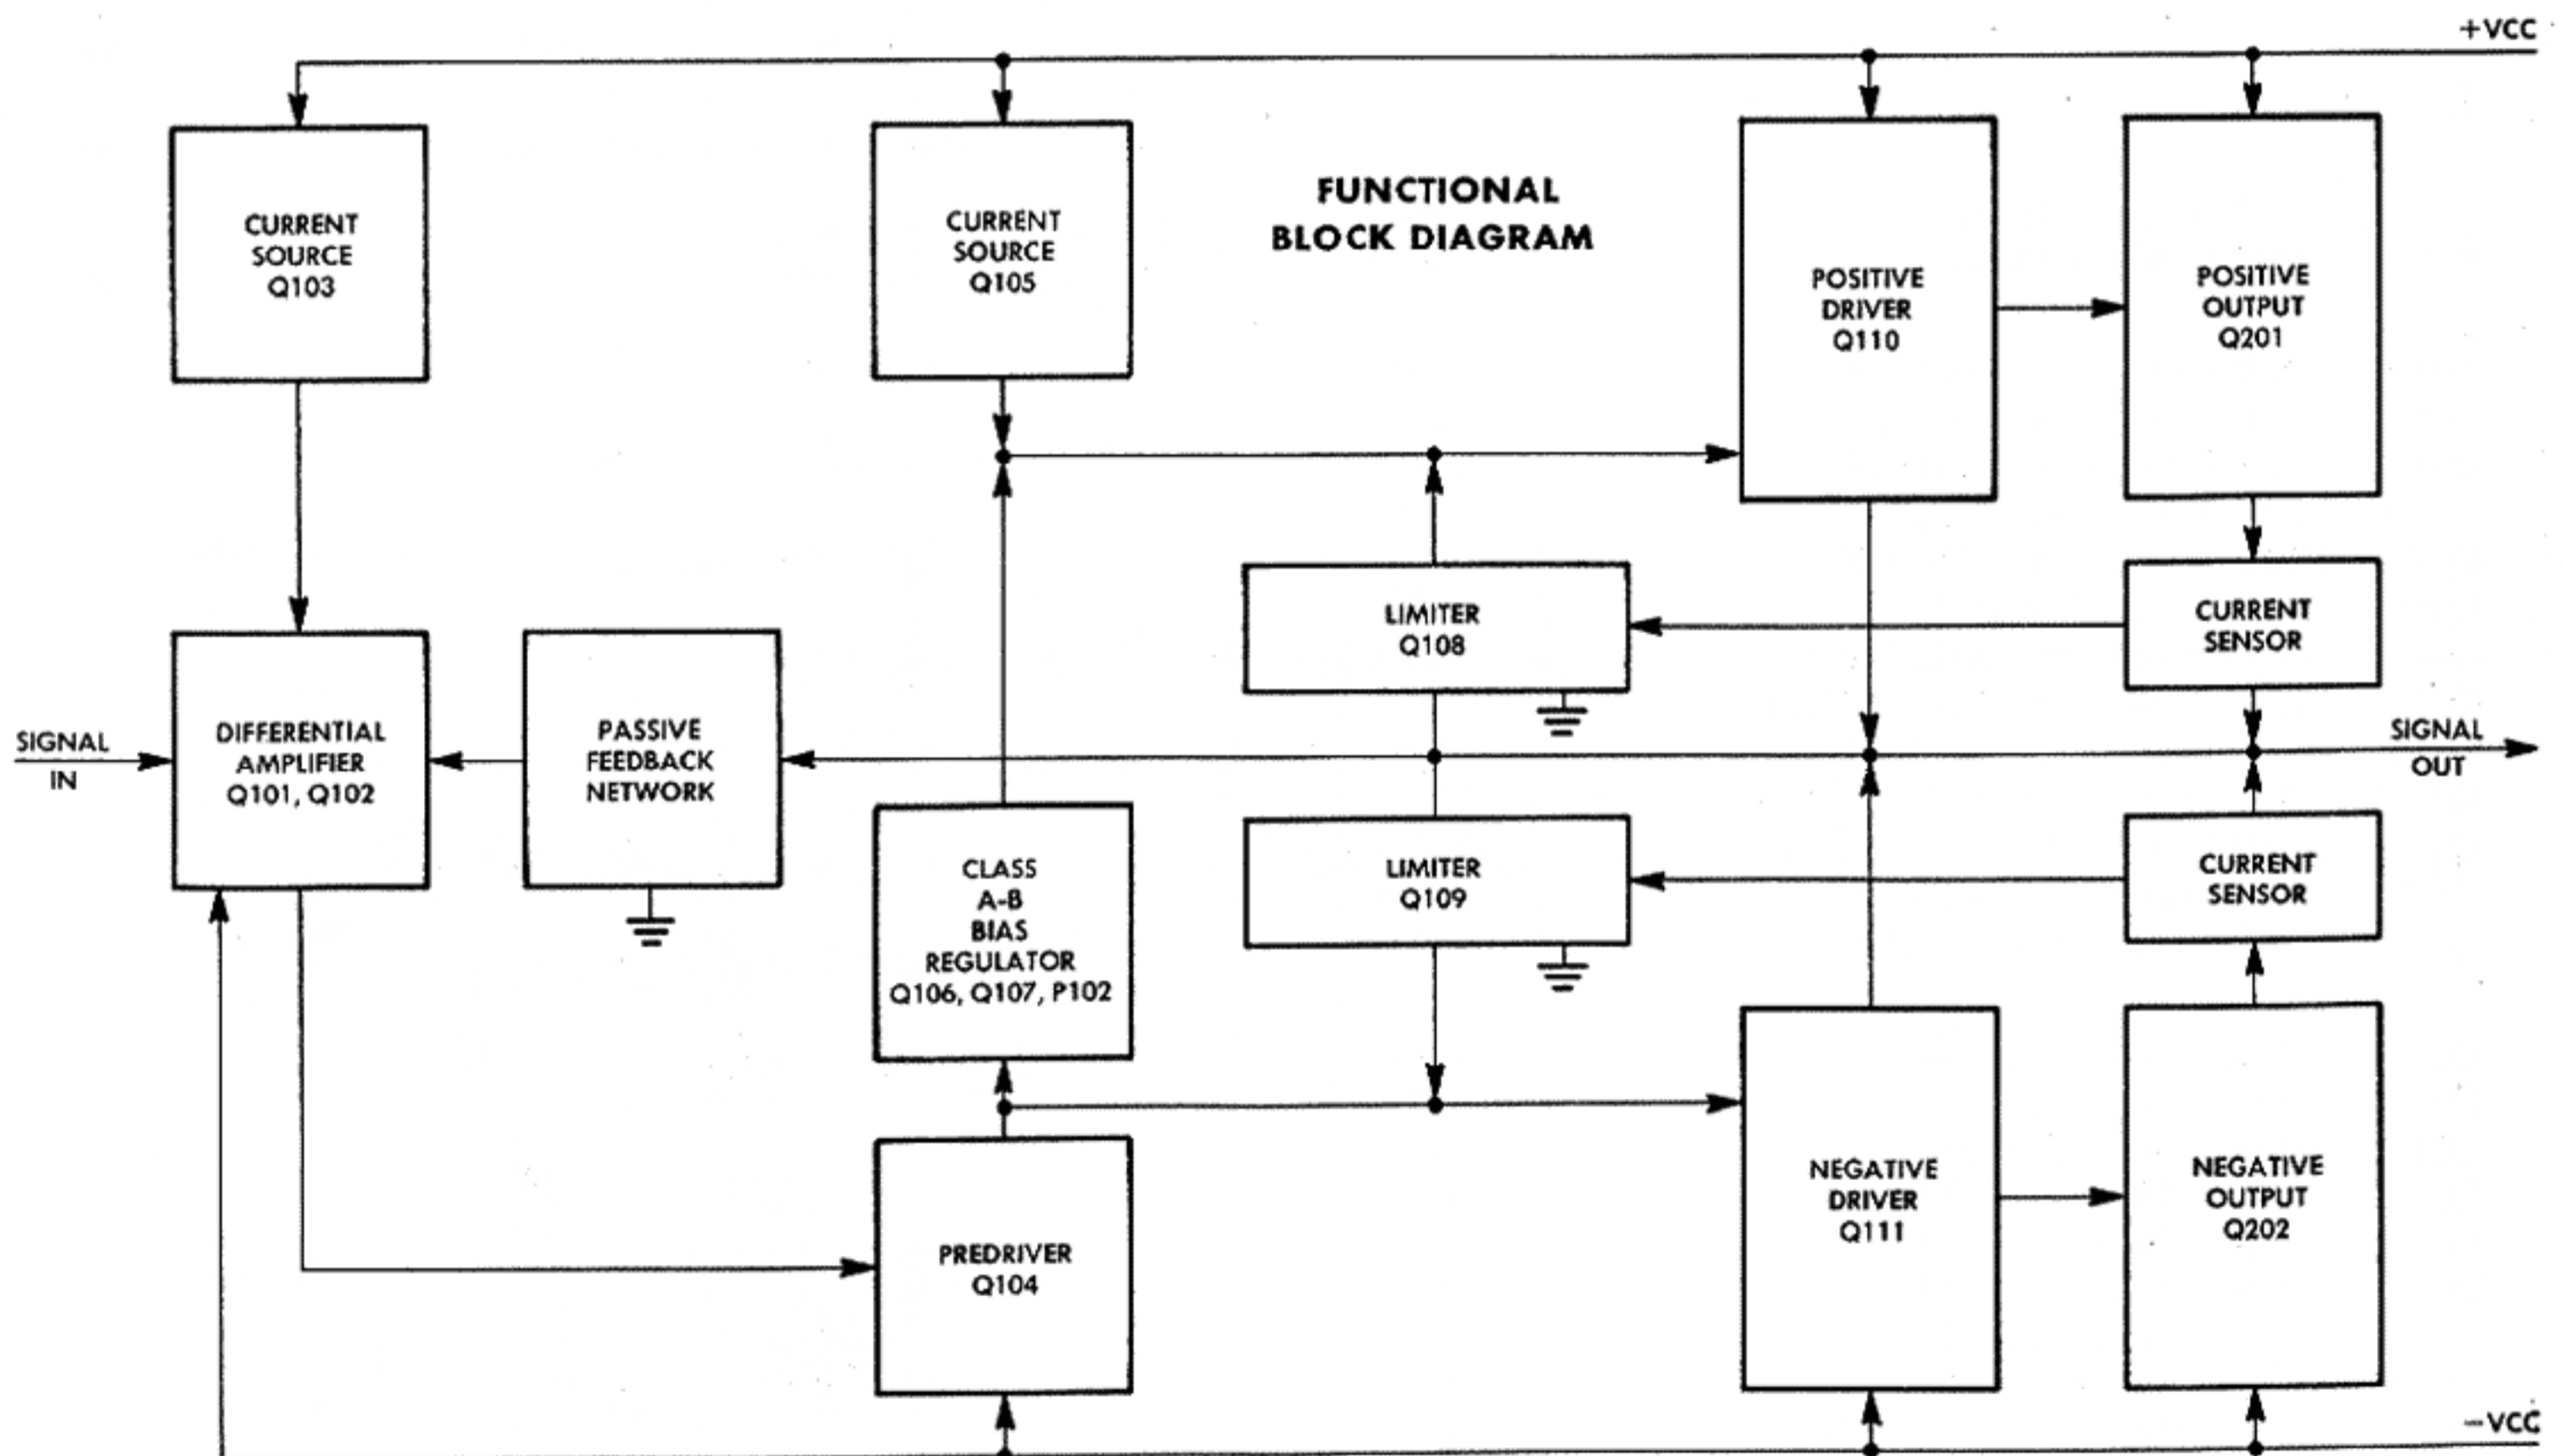 +VCC
CURRENT
SOURCE
Q103
CURRENT
SOURCE
Q105
FUNCTIONAL
BLOCK DIAGRAM
POSITIVE
DRIVER
Q110
POSITIVE
OUTPUT
Q201
LIMITER
Q108
CURRENT
SENSOR
SIGNAL
IN
DIFFERENTIAL
AMPLIFIER
Q101, Q102
PASSIVE
FEEDBACK
NETWORK
SIGNAL
OUT
CLASS
A-B
BIAS
REGULATOR
Q106, Q107, P102
LIMITER
Q109
CURRENT
SENSOR
PREDRIVER
Q104
NEGATIVE
DRIVER
Q111
NEGATIVE
OUTPUT
Q202
-VCC